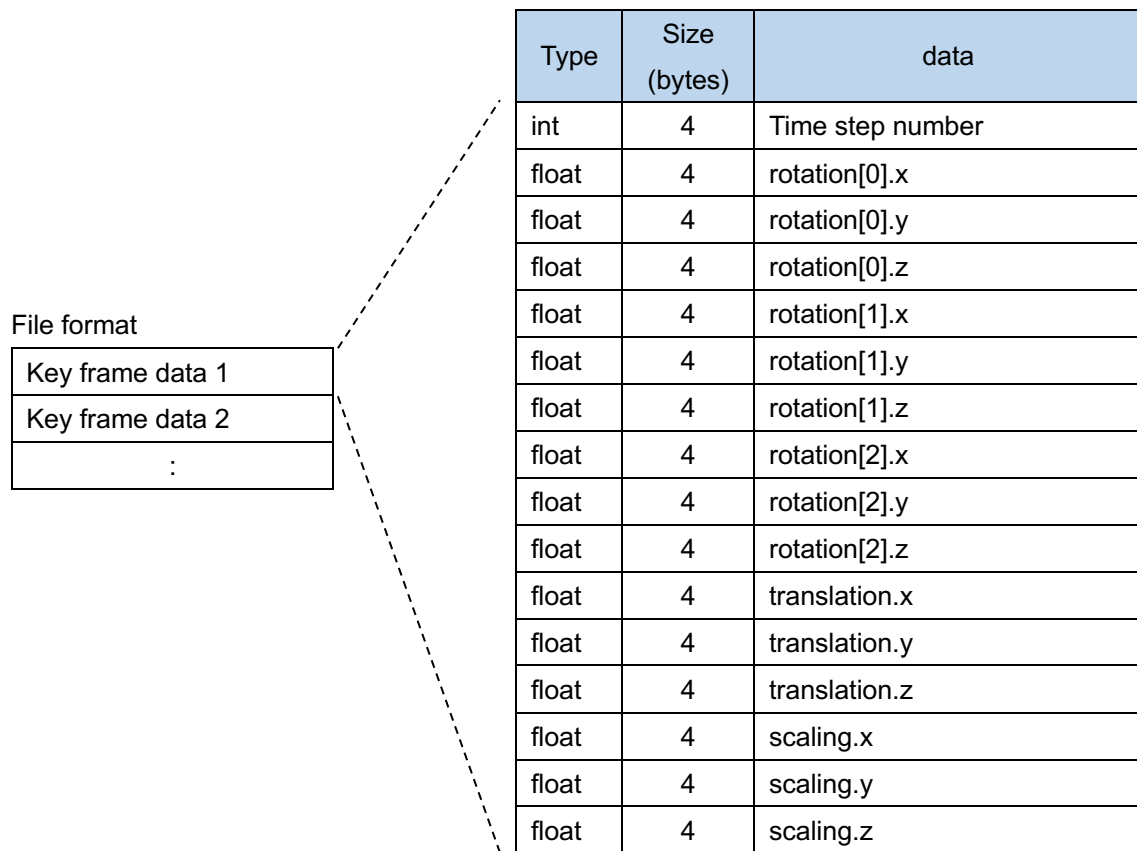 File format
Key frame data 1
Key frame data 2
:
Type Size (bytes) data
int 4 Time step number
float 4 rotation[0].x
float 4 rotation[0].y
float 4 rotation[0].z
float 4 rotation[1].x
float 4 rotation[1].y
float 4 rotation[1].z
float 4 rotation[2].x
float 4 rotation[2].y
float 4 rotation[2].z
float 4 translation.x
float 4 translation.y
float 4 translation.z
float 4 scaling.x
float 4 scaling.y
float 4 scaling.z